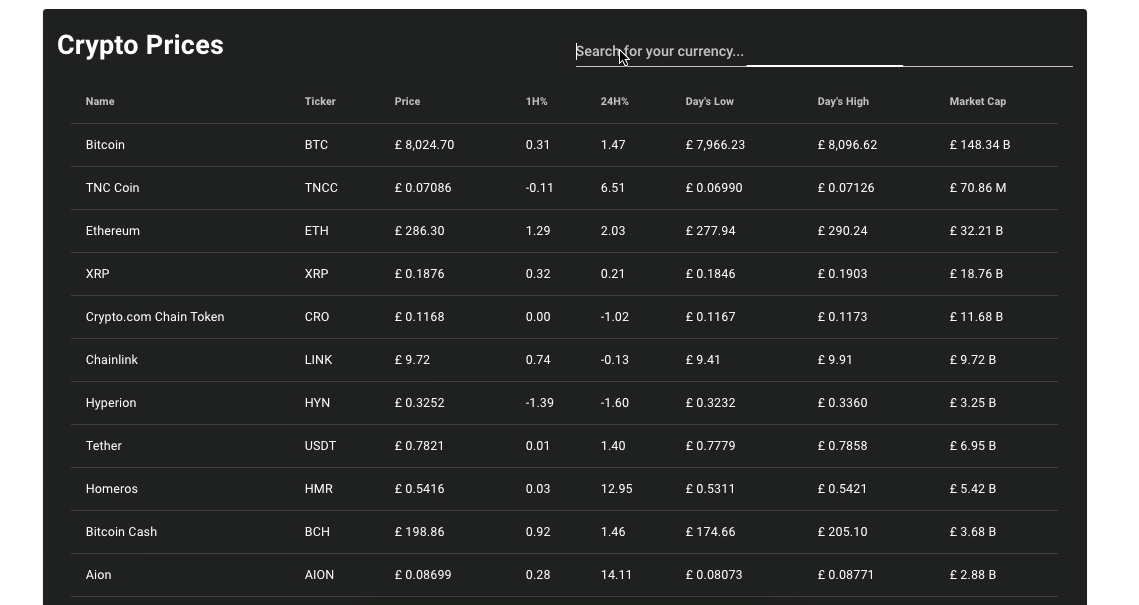 Crypto Prices
Search for your currency...
Name Ticker Price 1H% 24H% Day's Low Day's High Market Cap
Bitcoin BTC £ 8,024.70 0.31 1.47 £ 7,966.23 £ 8,096.62 £ 148.34 B
TNC Coin TNCC £ 0.07086 -0.11 6.51 £ 0.06990 £ 0.07126 £ 70.86 M
Ethereum ETH £ 286.30 1.29 2.03 £ 277.94 £ 290.24 £ 32.21 B
XRP XRP £ 0.1876 0.32 0.21 £ 0.1846 £ 0.1903 £ 18.76 B
Crypto.com Chain Token CRO £ 0.1168 0.00 -1.02 £ 0.1167 £ 0.1173 £ 11.68 B
Chainlink LINK £ 9.72 0.74 -0.13 £ 9.41 £ 9.91 £ 9.72 B
Hyperion HYN £ 0.3252 -1.39 -1.60 £ 0.3232 £ 0.3360 £ 3.25 B
Tether USDT £ 0.7821 0.01 1.40 £ 0.7779 £ 0.7858 £ 6.95 B
Homeros HMR £ 0.5416 0.03 12.95 £ 0.5311 £ 0.5421 £ 5.42 B
Bitcoin Cash BCH £ 198.86 0.92 1.46 £ 174.66 £ 205.10 £ 3.68 B
Aion AION £ 0.08699 0.28 14.11 £ 0.08073 £ 0.08771 £ 2.88 B